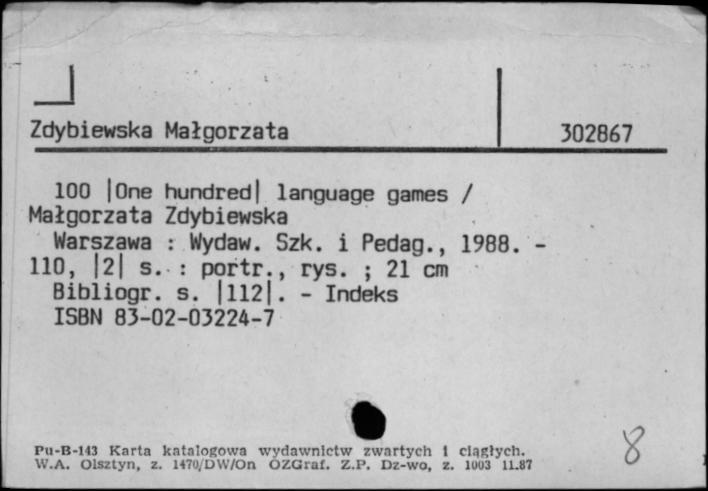 Zdybiewska Małgorzata 302867
100 |One hundred| language games /
Małgorzata Zdybiewska
Warszawa : Wydaw. Szk. i Pedag., 1988. -
110, |2| s. : portr., rys. ; 21 cm
Bibliogr. s. |112|. - Indeks
ISBN 83-02-03224-7
8
Pu-B-143 Karta katalogowa wydawnictw zwartych i ciągłych.
W.A. Olsztyn, z. 1470/DW/On OZGraf. Z.P. Dz-wo, z. 1003 11.87